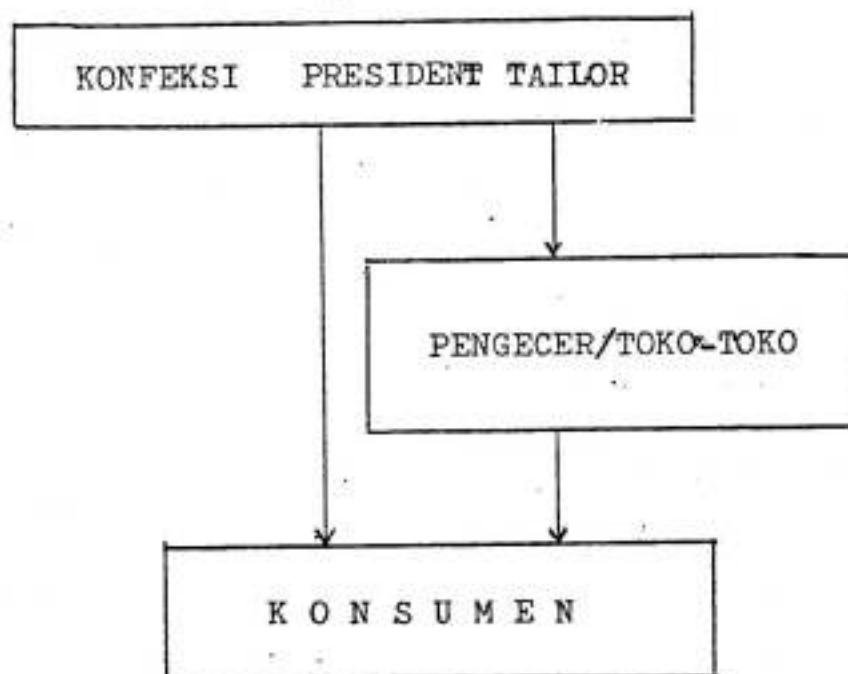 KONFEKSI PRESIDENT TAILOR
PENGECER/TOKO-TOKO
K O N S U M E N